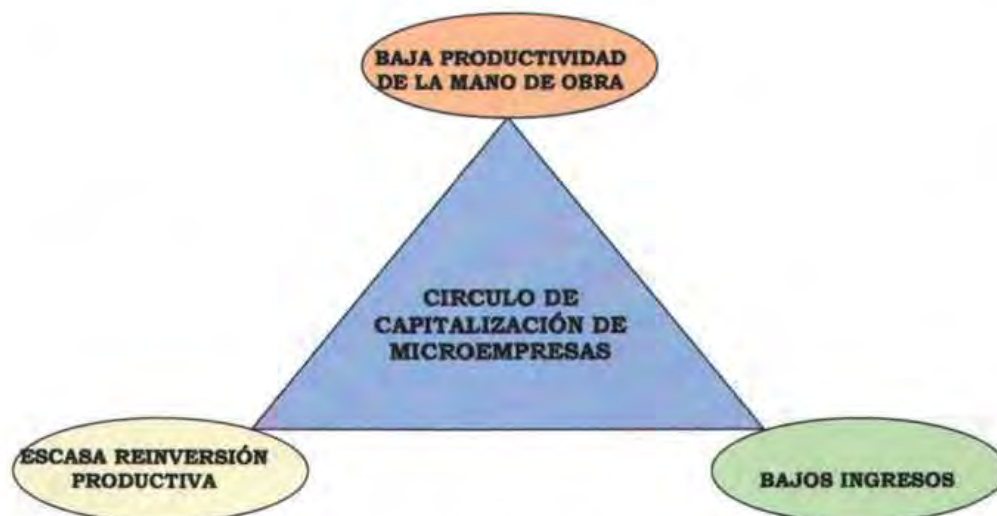 BAJA PRODUCTIVIDAD
DE LA MANO DE OBRA
CIRCULO DE
CAPITALIZACIÓN DE
MICROEMPRESAS
ESCASA REINVERSIÓN
PRODUCTIVA
BAJOS INGRESOS